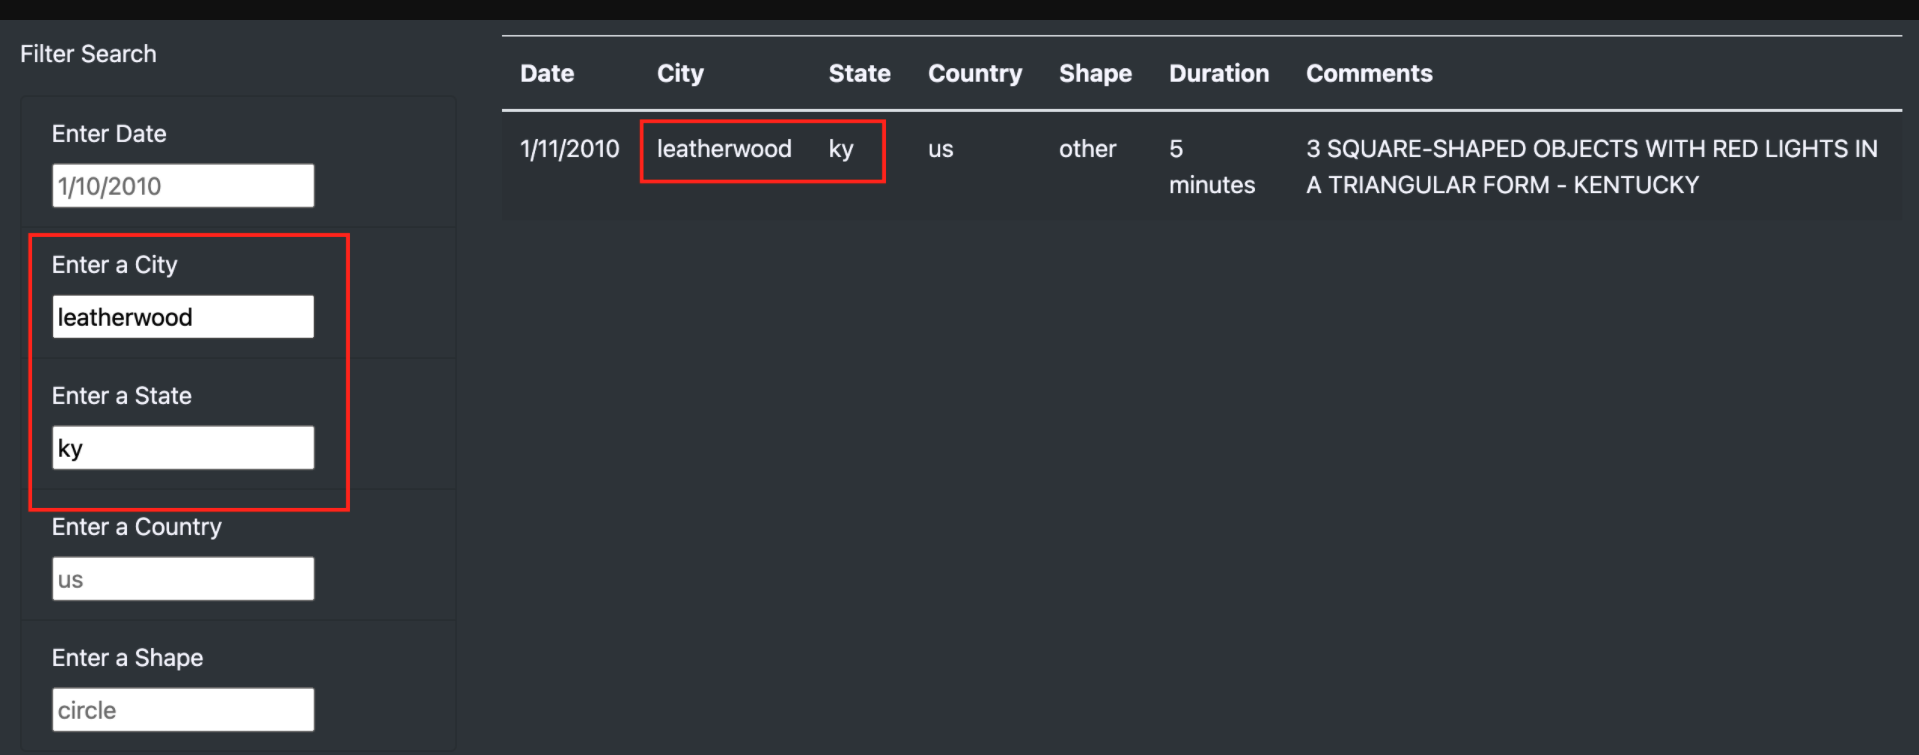 Filter Search
Enter Date
1/10/2010
Enter a City
leatherwood
Enter a State
ky
Enter a Country
us
Enter a Shape
circle
Date City State Country Shape Duration Comments
1/11/2010 leatherwood ky us other 5 minutes 3 SQUARE-SHAPED OBJECTS WITH RED LIGHTS IN
A TRIANGULAR FORM - KENTUCKY